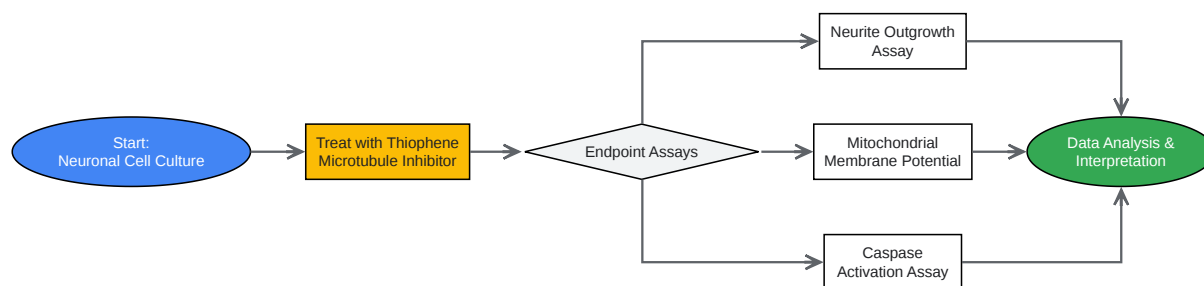 Start:
Neuronal Cell Culture
Treat with Thiophene
Microtubule Inhibitor
Endpoint Assays
Neurite Outgrowth
Assay
Mitochondrial
Membrane Potential
Caspase
Activation Assay
Data Analysis &
Interpretation